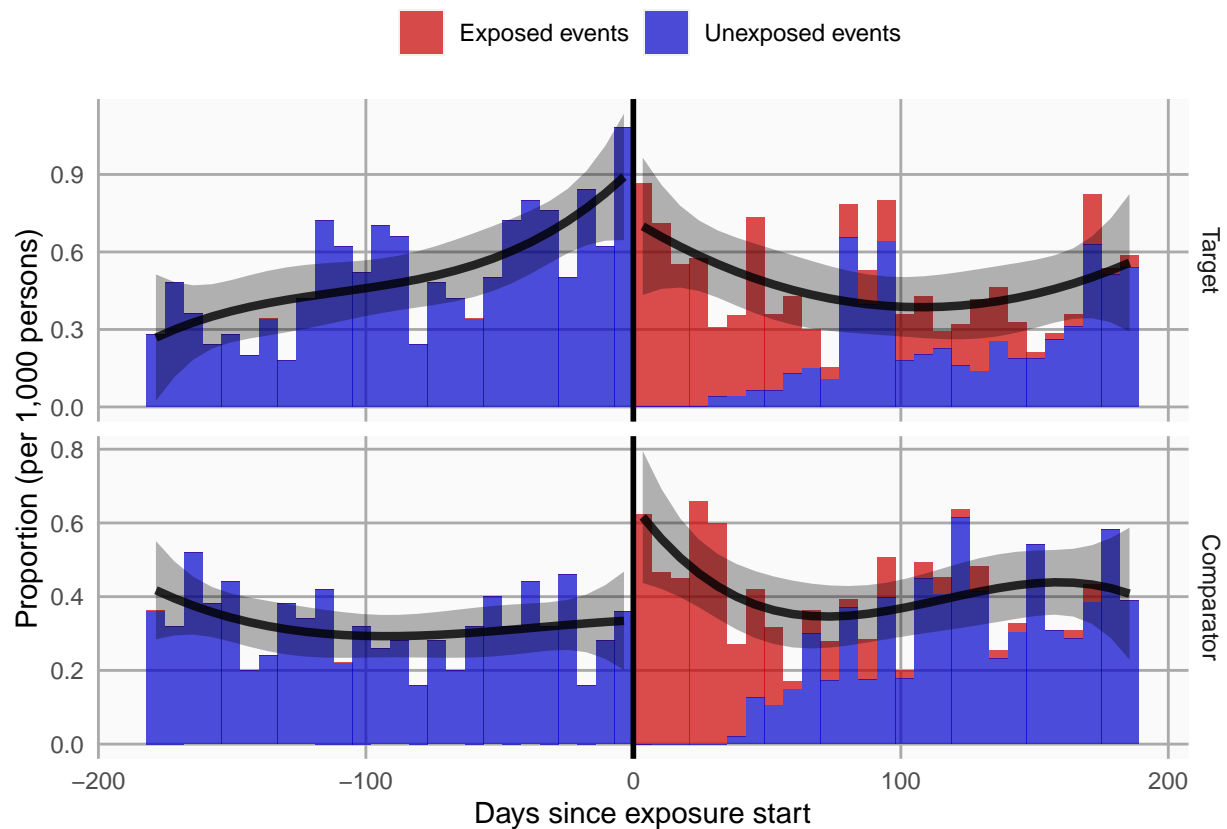 Exposed events Unexposed events
Proportion (per 1,000 persons)
0.9
0.6
0.3
0.0
Target
0.8
0.6
0.4
0.2
0.0
Comparator
−200 −100 0 100 200
Days since exposure start